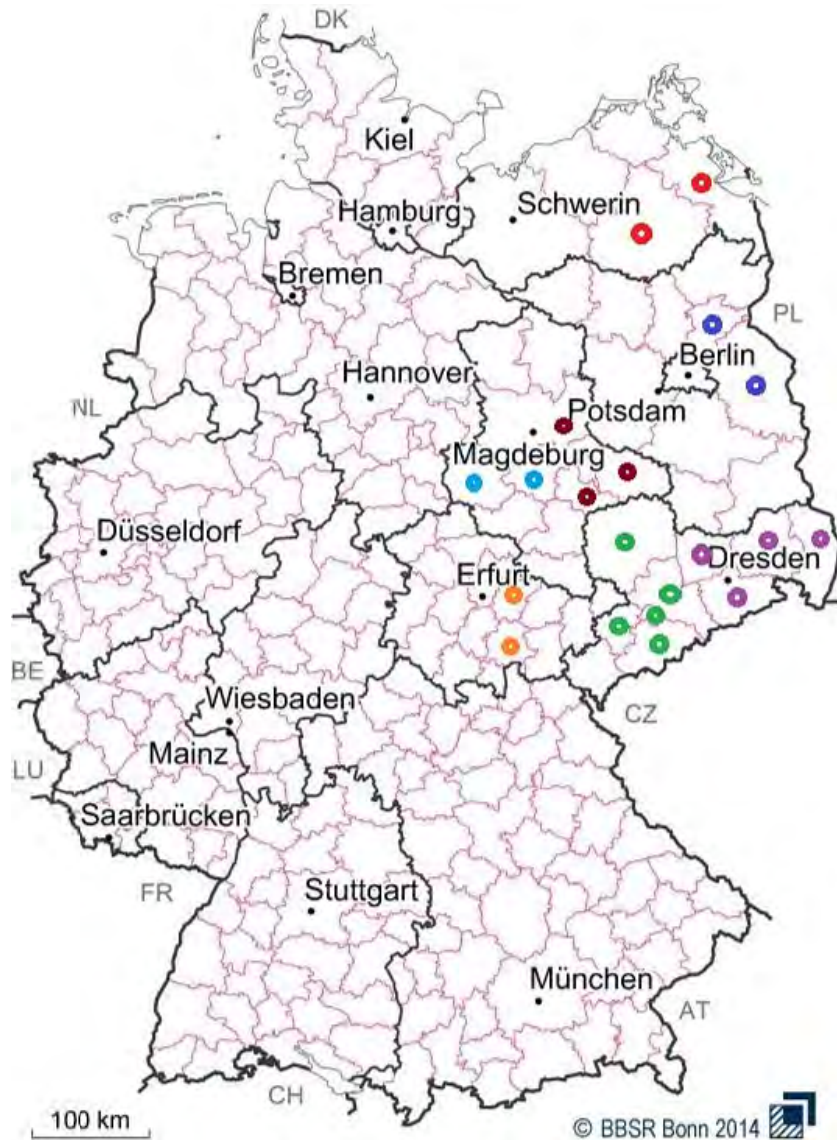 DK
Kiel
Schwerin
Hamburg
Bremen
PL
Berlin
Hannover
NL
Potsdam
Magdeburg
Düsseldorf
Dresden
Erfurt
BE
Wiesbaden
CZ
Mainz
LU
Saarbrücken
FR
Stuttgart
München
AT
CH
100 km
© BBSR Bonn 2014